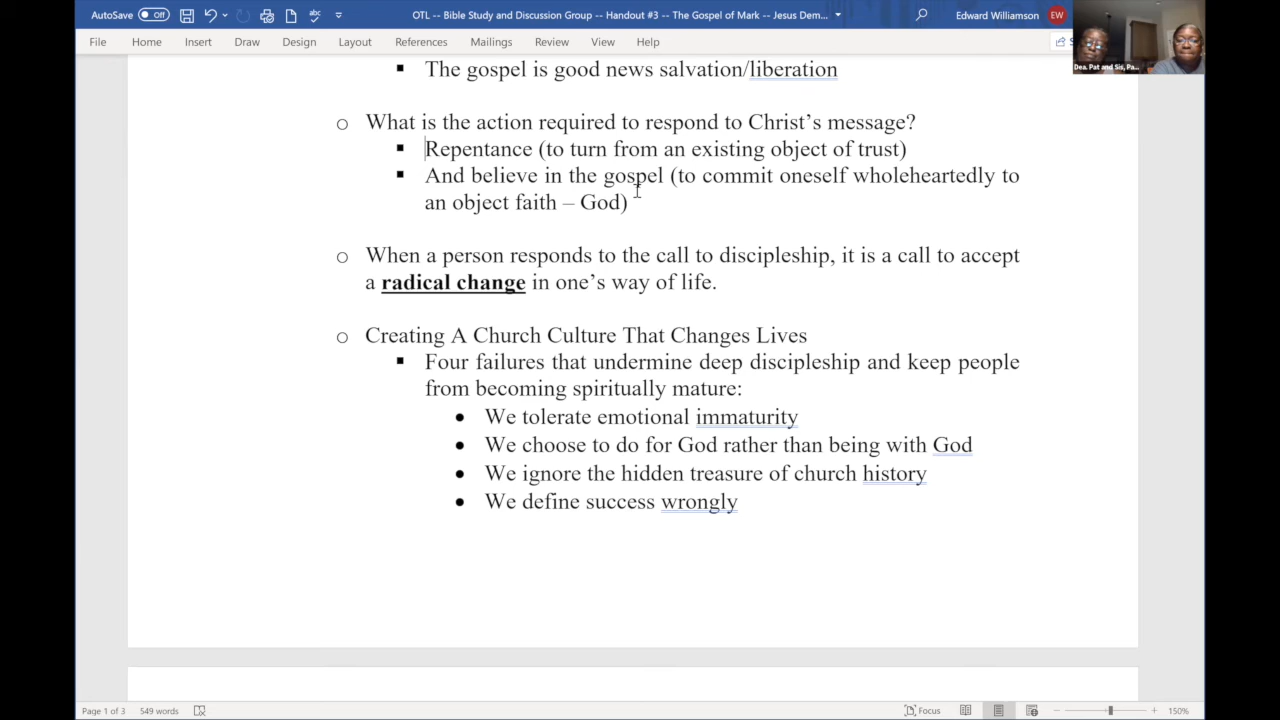 AutoSave Off OTL -- Bible Study and Discussion Group -- Handout #3 -- The Gospel of Mark -- Jesus Dem... Edward Williamson EW
File Home Insert Draw Design Layout References Mailings Review View Help
Dea. Pat and Sis, Pa...
▪ The gospel is good news salvation/liberation
o What is the action required to respond to Christ’s message?
▪ Repentance (to turn from an existing object of trust)
▪ And believe in the gospel (to commit oneself wholeheartedly to
an object faith – God)
o When a person responds to the call to discipleship, it is a call to accept
a radical change in one’s way of life.
o Creating A Church Culture That Changes Lives
▪ Four failures that undermine deep discipleship and keep people
from becoming spiritually mature:
• We tolerate emotional immaturity
• We choose to do for God rather than being with God
• We ignore the hidden treasure of church history
• We define success wrongly
Page 1 of 3 549 words Focus 150%